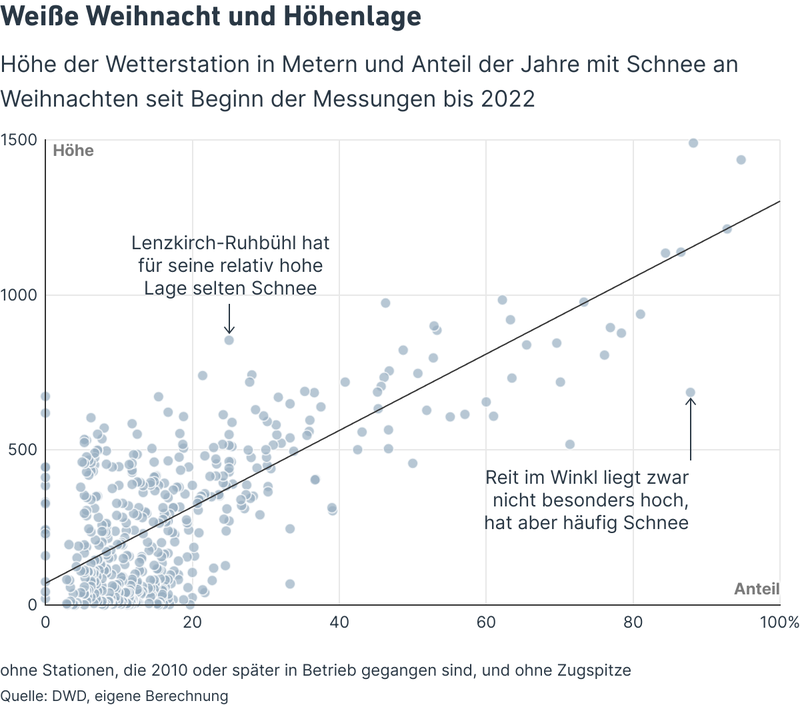 Weiße Weihnacht und Höhenlage
Höhe der Wetterstation in Metern und Anteil der Jahre mit Schnee an
Weihnachten seit Beginn der Messungen bis 2022
1500
Höhe
Lenzkirch-Ruhbühl hat
für seine relativ hohe
Lage selten Schnee
1000
500
Reit im Winkl liegt zwar
nicht besonders hoch,
hat aber häufig Schnee
Anteil
0
0 20 40 60 80 100%
ohne Stationen, die 2010 oder später in Betrieb gegangen sind, und ohne Zugspitze
Quelle: DWD, eigene Berechnung